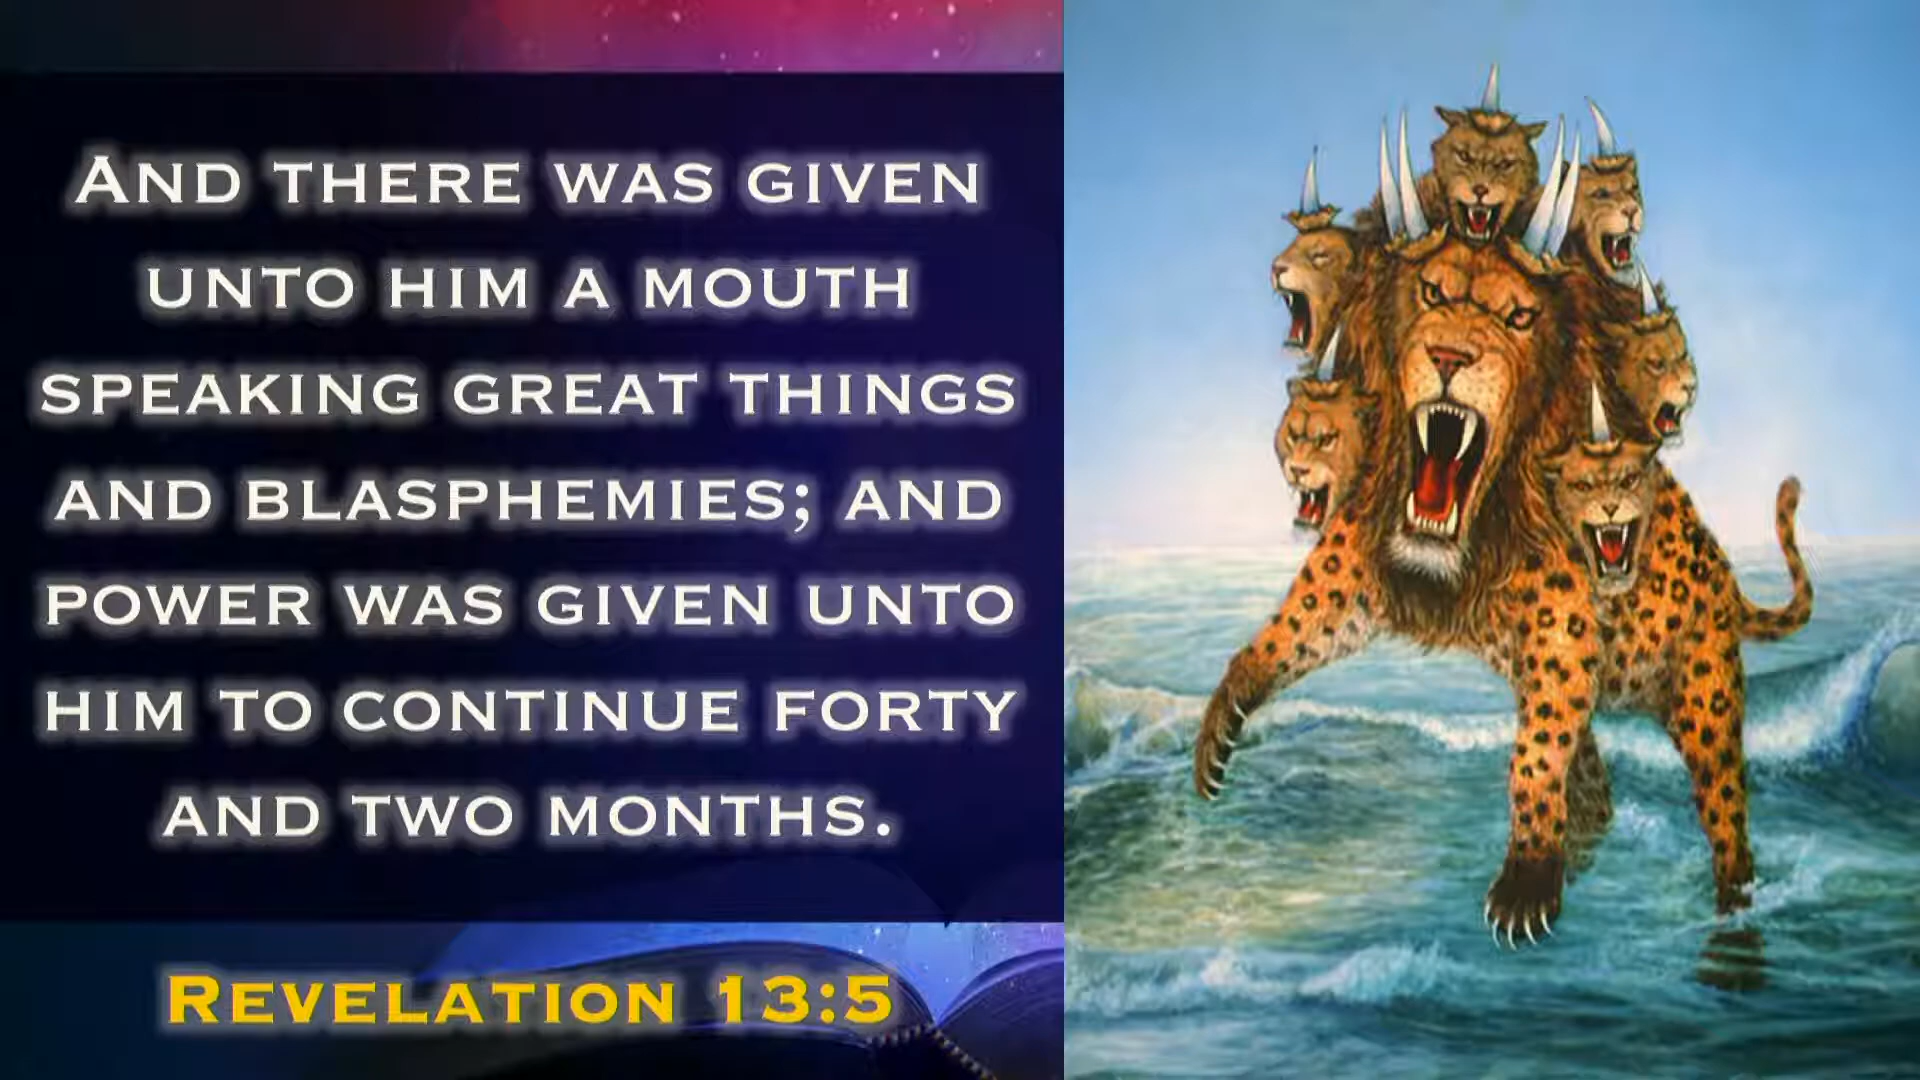 And there was given
unto him a mouth
speaking great things
and blasphemies; and
power was given unto
him to continue forty
and two months.
Revelation 13:5